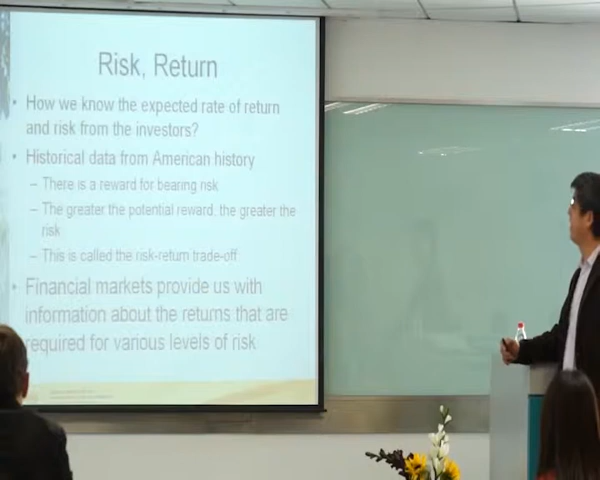 Risk, Return
• How we know the expected rate of return
and risk from the investors?
• Historical data from American history
– There is a reward for bearing risk
– The greater the potential reward, the greater the
risk
– This is called the risk-return trade-off
• Financial markets provide us with
information about the returns that are
required for various levels of risk